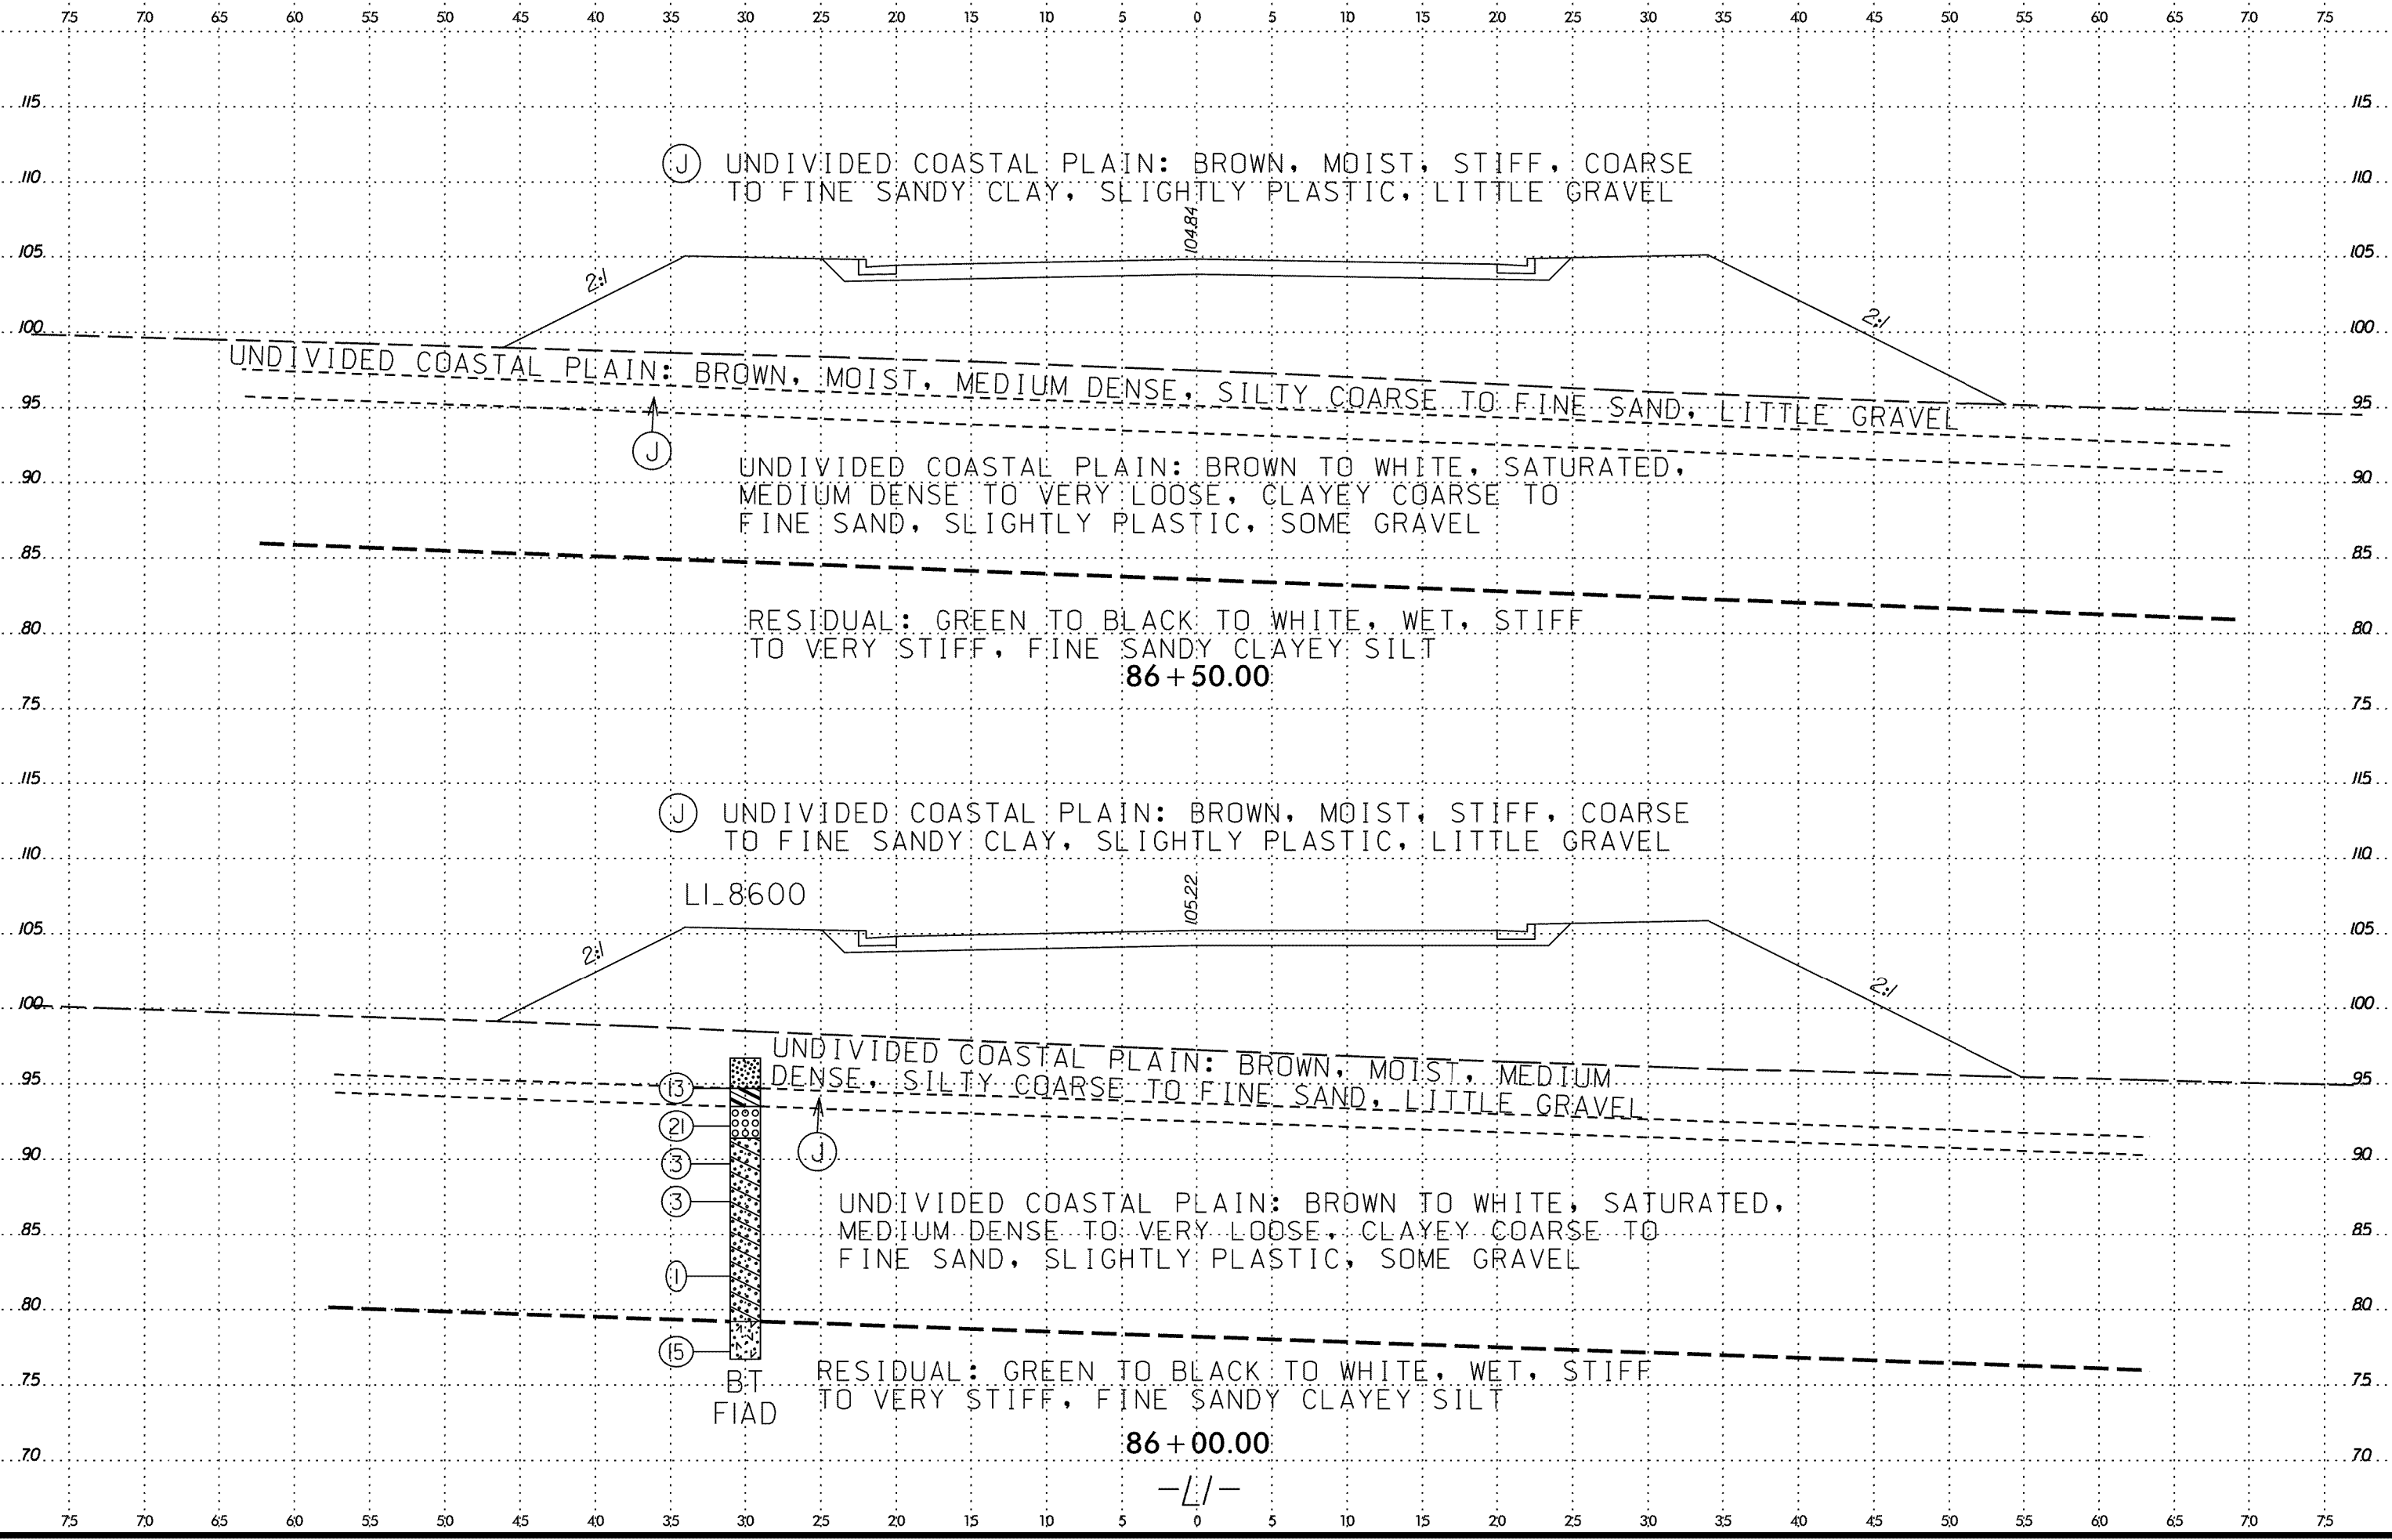 75 70 65 60 55 50 45 40 35 30 25 20 15 10 5 0 5 10 15 20 25 30 35 40 45 50 55 60 65 70 75
115 115
J UNDIVIDED COASTAL PLAIN: BROWN, MOIST, STIFF, COARSE
110 TO FINE SANDY CLAY, SLIGHTLY PLASTIC, LITTLE GRAVEL 110
104.84
105 105
2:1
2:1
100 100
UNDIVIDED COASTAL PLAIN: BROWN, MOIST, MEDIUM DENSE, SILTY COARSE TO FINE SAND, LITTLE GRAVEL
95 95
J
UNDIVIDED COASTAL PLAIN: BROWN TO WHITE, SATURATED,
90 90
MEDIUM DENSE TO VERY LOOSE, CLAYEY COARSE TO
FINE SAND, SLIGHTLY PLASTIC, SOME GRAVEL
85 85
RESIDUAL: GREEN TO BLACK TO WHITE, WET, STIFF
80 80
TO VERY STIFF, FINE SANDY CLAYEY SILT
86+50.00
75 75
115 115
J UNDIVIDED COASTAL PLAIN: BROWN, MOIST, STIFF, COARSE
TO FINE SANDY CLAY, SLIGHTLY PLASTIC, LITTLE GRAVEL
110 110
L1_8600
105.22
105 105
2:1
2:1
100 100
UNDIVIDED COASTAL PLAIN: BROWN, MOIST, MEDIUM
95 95
DENSE, SILTY COARSE TO FINE SAND, LITTLE GRAVEL
13
21
J
90 90
3
3
UNDIVIDED COASTAL PLAIN: BROWN TO WHITE, SATURATED,
85 85
MEDIUM DENSE TO VERY LOOSE, CLAYEY COARSE TO
FINE SAND, SLIGHTLY PLASTIC, SOME GRAVEL
1
80 80
15
RESIDUAL: GREEN TO BLACK TO WHITE, WET, STIFF
75 75
BT
TO VERY STIFF, FINE SANDY CLAYEY SILT
FIAD
86+00.00
70 70
-L1-
75 70 65 60 55 50 45 40 35 30 25 20 15 10 5 0 5 10 15 20 25 30 35 40 45 50 55 60 65 70 75